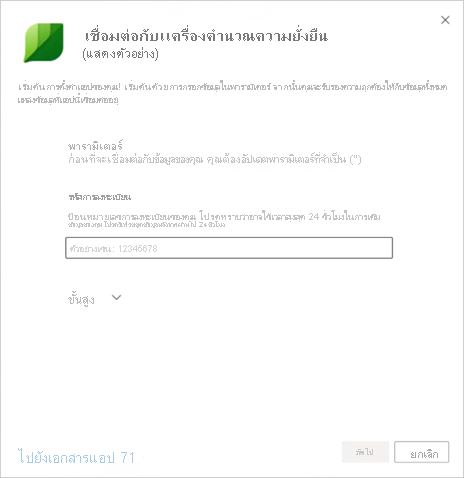 เชื่อมต่อกับเครื่องคำนวณความยั่งยืน
(แสดงตัวอย่าง)
เริ่มต้นการตั้งค่าแอปของคุณ! เริ่มต้นด้วยการกรอกข้อมูลในพารามิเตอร์ จากนั้นคุณจะรับรองความถูกต้องให้กับข้อมูลทั้งหมด
พารามิเตอร์
ก่อนที่จะเชื่อมต่อกับข้อมูลของคุณ คุณต้องอัปเดตพารามิเตอร์ที่จำเป็น (*)
รหัสการลงทะเบียน
ป้อนหมายเลขการลงทะเบียนของคุณ โปรดทราบว่าอาจใช้เวลาสูงสุด 24 ชั่วโมงในการเติม
ตัวอย่างเช่น: 12345678
ขั้นสูง
ไปยังเอกสารแอป 71
ถัดไป
ยกเลิก